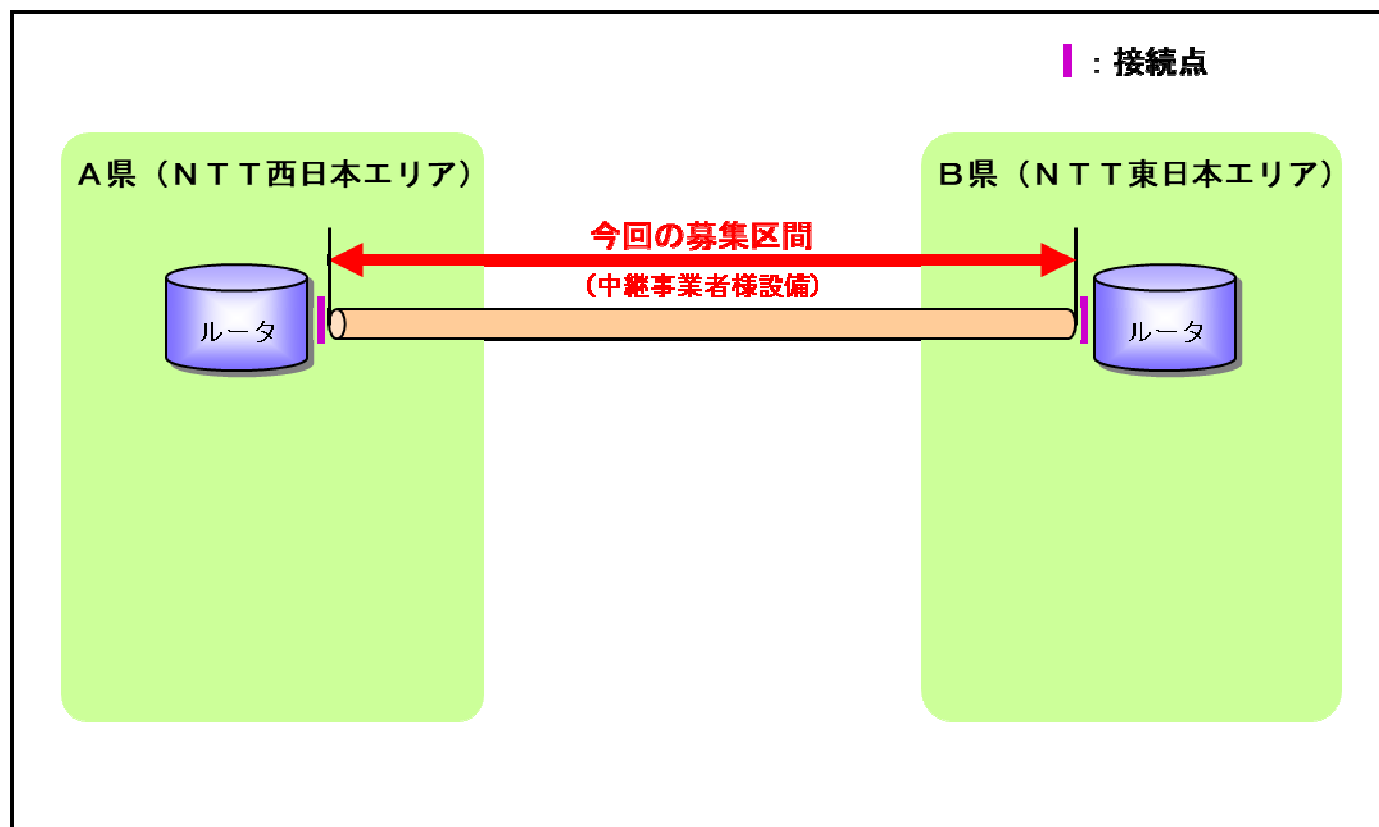 ：接続点
Ａ県（ＮＴＴ西日本エリア）
Ｂ県（ＮＴＴ東日本エリア）
今回の募集区間
（中継事業者様設備）
ルータ
ルータ